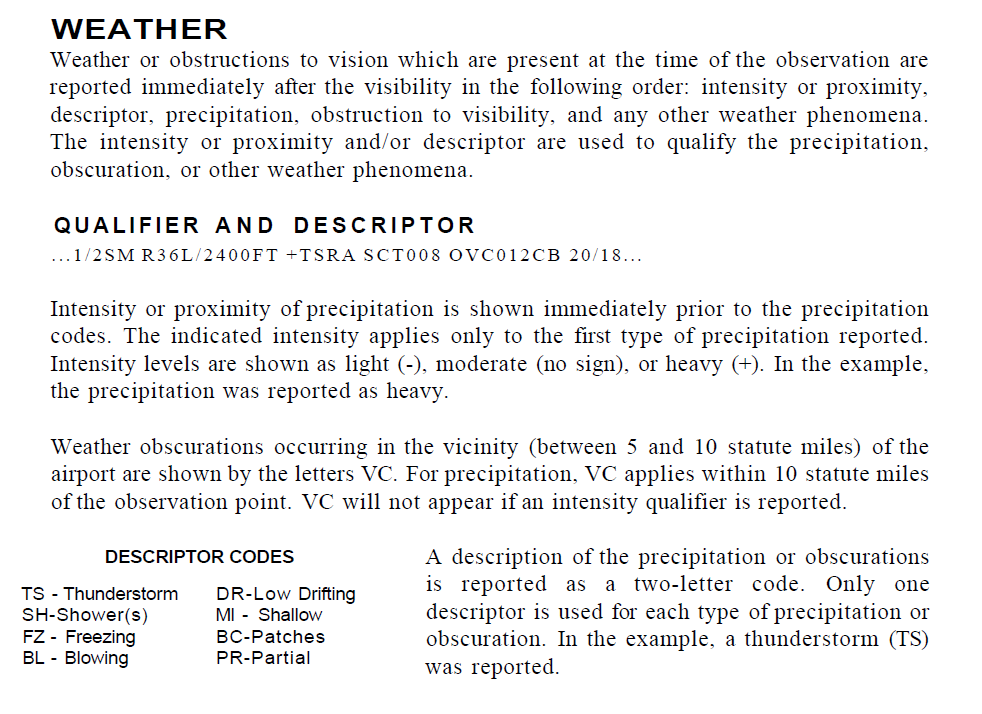 WEATHER
Weather or obstructions to vision which are present at the time of the observation are
reported immediately after the visibility in the following order: intensity or proximity,
descriptor, precipitation, obstruction to visibility, and any other weather phenomena.
The intensity or proximity and/or descriptor are used to qualify the precipitation,
obscuration, or other weather phenomena.
QUALIFIER AND DESCRIPTOR
...1/2SM R36L/2400FT +TSRA SCT008 OVC012CB 20/18...
Intensity or proximity of precipitation is shown immediately prior to the precipitation
codes. The indicated intensity applies only to the first type of precipitation reported.
Intensity levels are shown as light (-), moderate (no sign), or heavy (+). In the example,
the precipitation was reported as heavy.
Weather obscurations occurring in the vicinity (between 5 and 10 statute miles) of the
airport are shown by the letters VC. For precipitation, VC applies within 10 statute miles
of the observation point. VC will not appear if an intensity qualifier is reported.
DESCRIPTOR CODES
TS - Thunderstorm
SH-Shower(s)
FZ - Freezing
BL - Blowing
DR-Low Drifting
MI - Shallow
BC-Patches
PR-Partial
A description of the precipitation or obscurations
is reported as a two-letter code. Only one
descriptor is used for each type of precipitation or
obscuration. In the example, a thunderstorm (TS)
was reported.